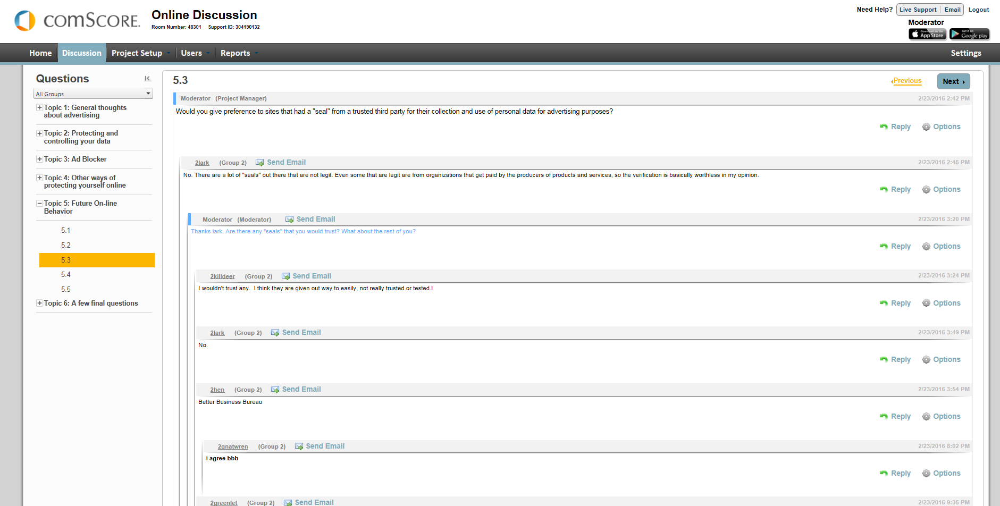 comScore.
Online Discussion
Room Number: 48301 Support ID: 304190132
Need Help? Live Support Email Logout
Moderator
Download on the App Store Get it on Google play
Home Discussion Project Setup Users Reports Settings
Questions
All Groups
Topic 1: General thoughts
about advertising
Topic 2: Protecting and
controlling your data
Topic 3: Ad Blocker
Topic 4: Other ways of
protecting yourself online
Topic 5: Future On-line
Behavior
5.1
5.2
5.3
5.4
5.5
Topic 6: A few final questions
5.3 Previous Next
Moderator (Project Manager) 2/23/2016 2:42 PM
Would you give preference to sites that had a "seal" from a trusted third party for their collection and use of personal data for advertising purposes?
Reply Options
2lark (Group 2) Send Email 2/23/2016 2:45 PM
No. There are a lot of "seals" out there that are not legit. Even some that are legit are from organizations that get paid by the producers of products and services, so the verification is basically worthless in my opinion.
Reply Options
Moderator (Moderator) Send Email 2/23/2016 3:20 PM
Thanks lark. Are there any "seals" that you would trust? What about the rest of you?
Reply Options
2killdeer (Group 2) Send Email 2/23/2016 3:24 PM
I wouldn't trust any.  I think they are given out way to easily, not really trusted or tested.I
Reply Options
2lark (Group 2) Send Email 2/23/2016 3:49 PM
No.
Reply Options
2hen (Group 2) Send Email 2/23/2016 3:54 PM
Better Business Bureau
Reply Options
2gnatwren (Group 2) Send Email 2/23/2016 8:02 PM
i agree bbb
Reply Options
2greenlet (Group 2) Send Email 2/23/2016 9:35 PM